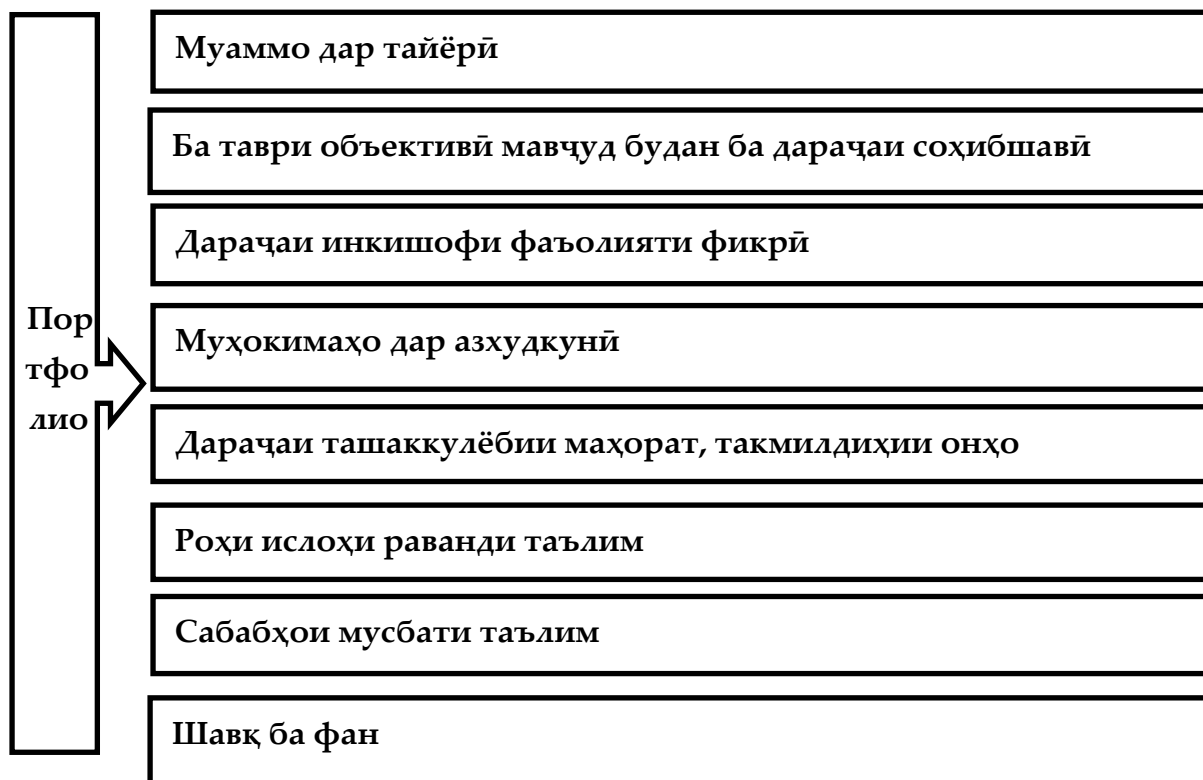 Пор
тфо
лио
Муаммо дар тайёрӣ
Ба таври объективӣ мавҷуд будан ба дараҷаи соҳибшавӣ
Дараҷаи инкишофи фаъолияти фикрӣ
Муҳокимаҳо дар азхудкунӣ
Дараҷаи ташаккулёбии маҳорат, такмилдиҳии онҳо
Роҳи ислоҳи раванди таълим
Сабабҳои мусбати таълим
Шавқ ба фан